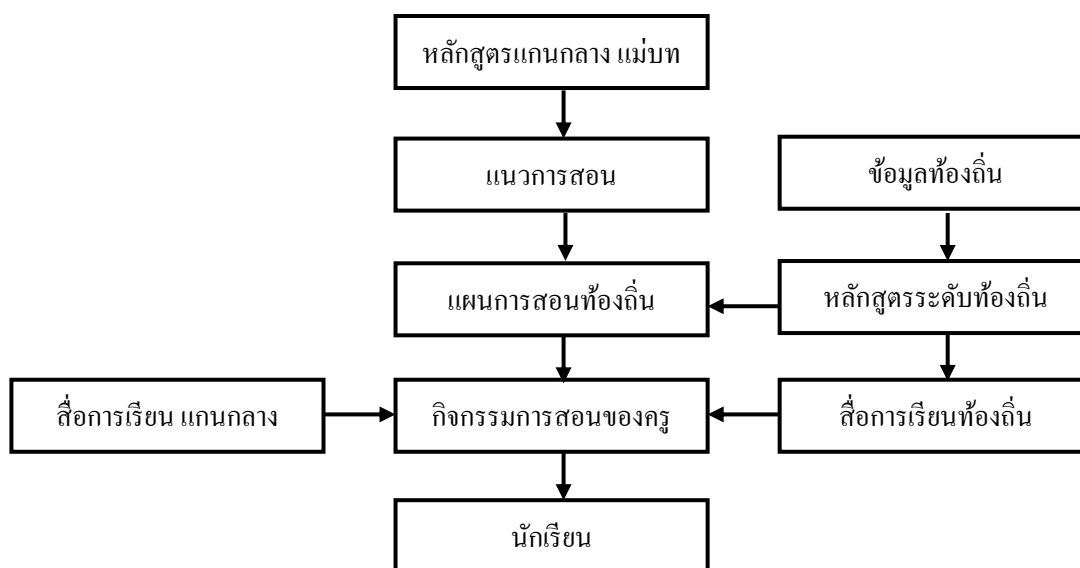 หลักสูตรแกนกลาง แม่บท
แนวการสอน
ข้อมูลท้องถิ่น
แผนการสอนท้องถิ่น
หลักสูตรระดับท้องถิ่น
สื่อการเรียน แกนกลาง
กิจกรรมการสอนของครู
สื่อการเรียนท้องถิ่น
นักเรียน